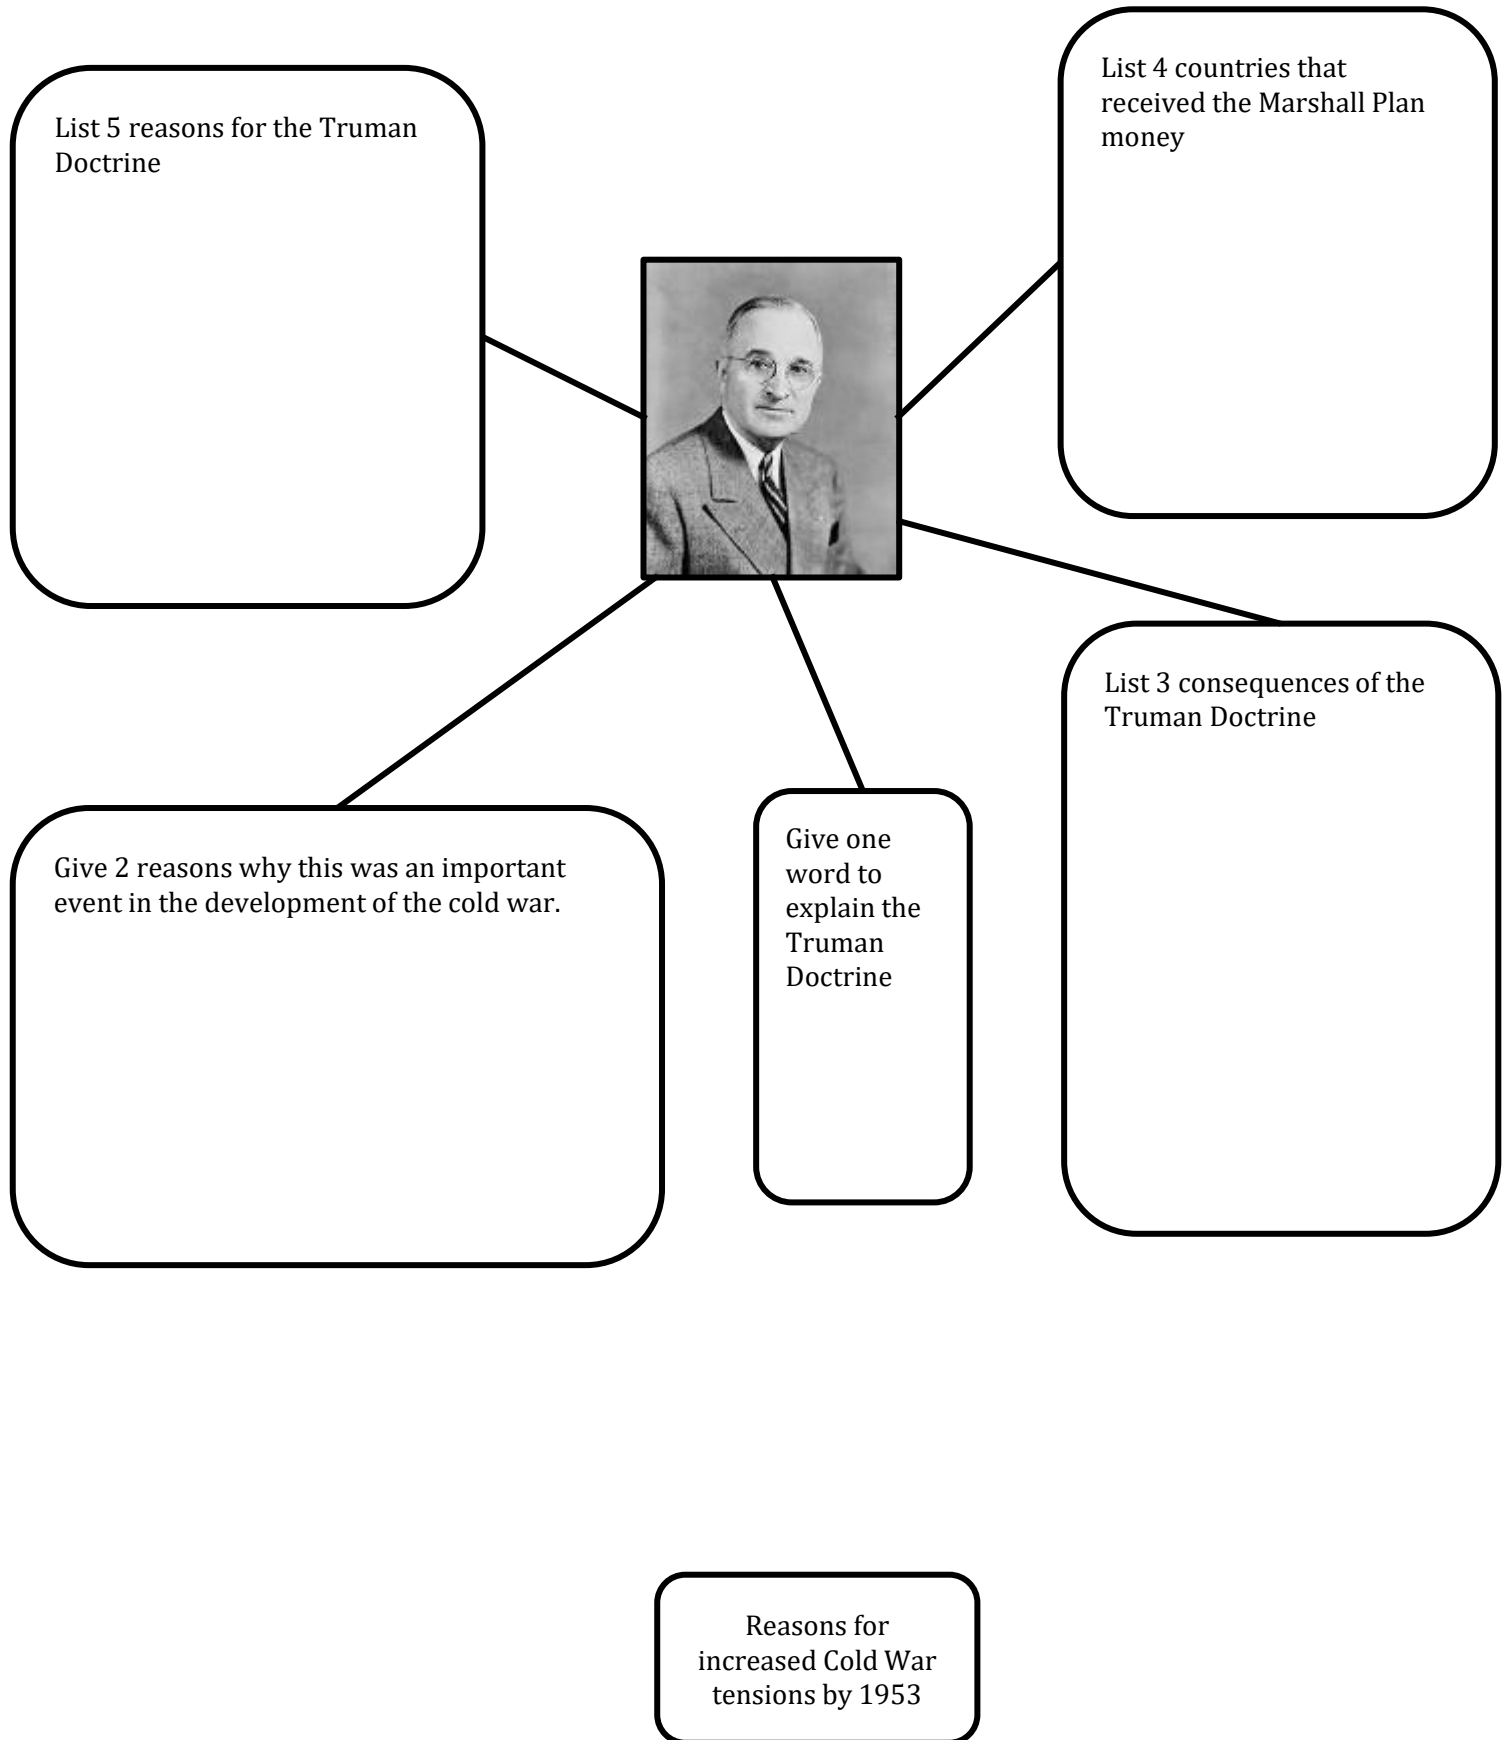 List 5 reasons for the Truman
Doctrine
List 4 countries that
received the Marshall Plan
money
Give 2 reasons why this was an important
event in the development of the cold war.
Give one
word to
explain the
Truman
Doctrine
List 3 consequences of the
Truman Doctrine
Reasons for
increased Cold War
tensions by 1953